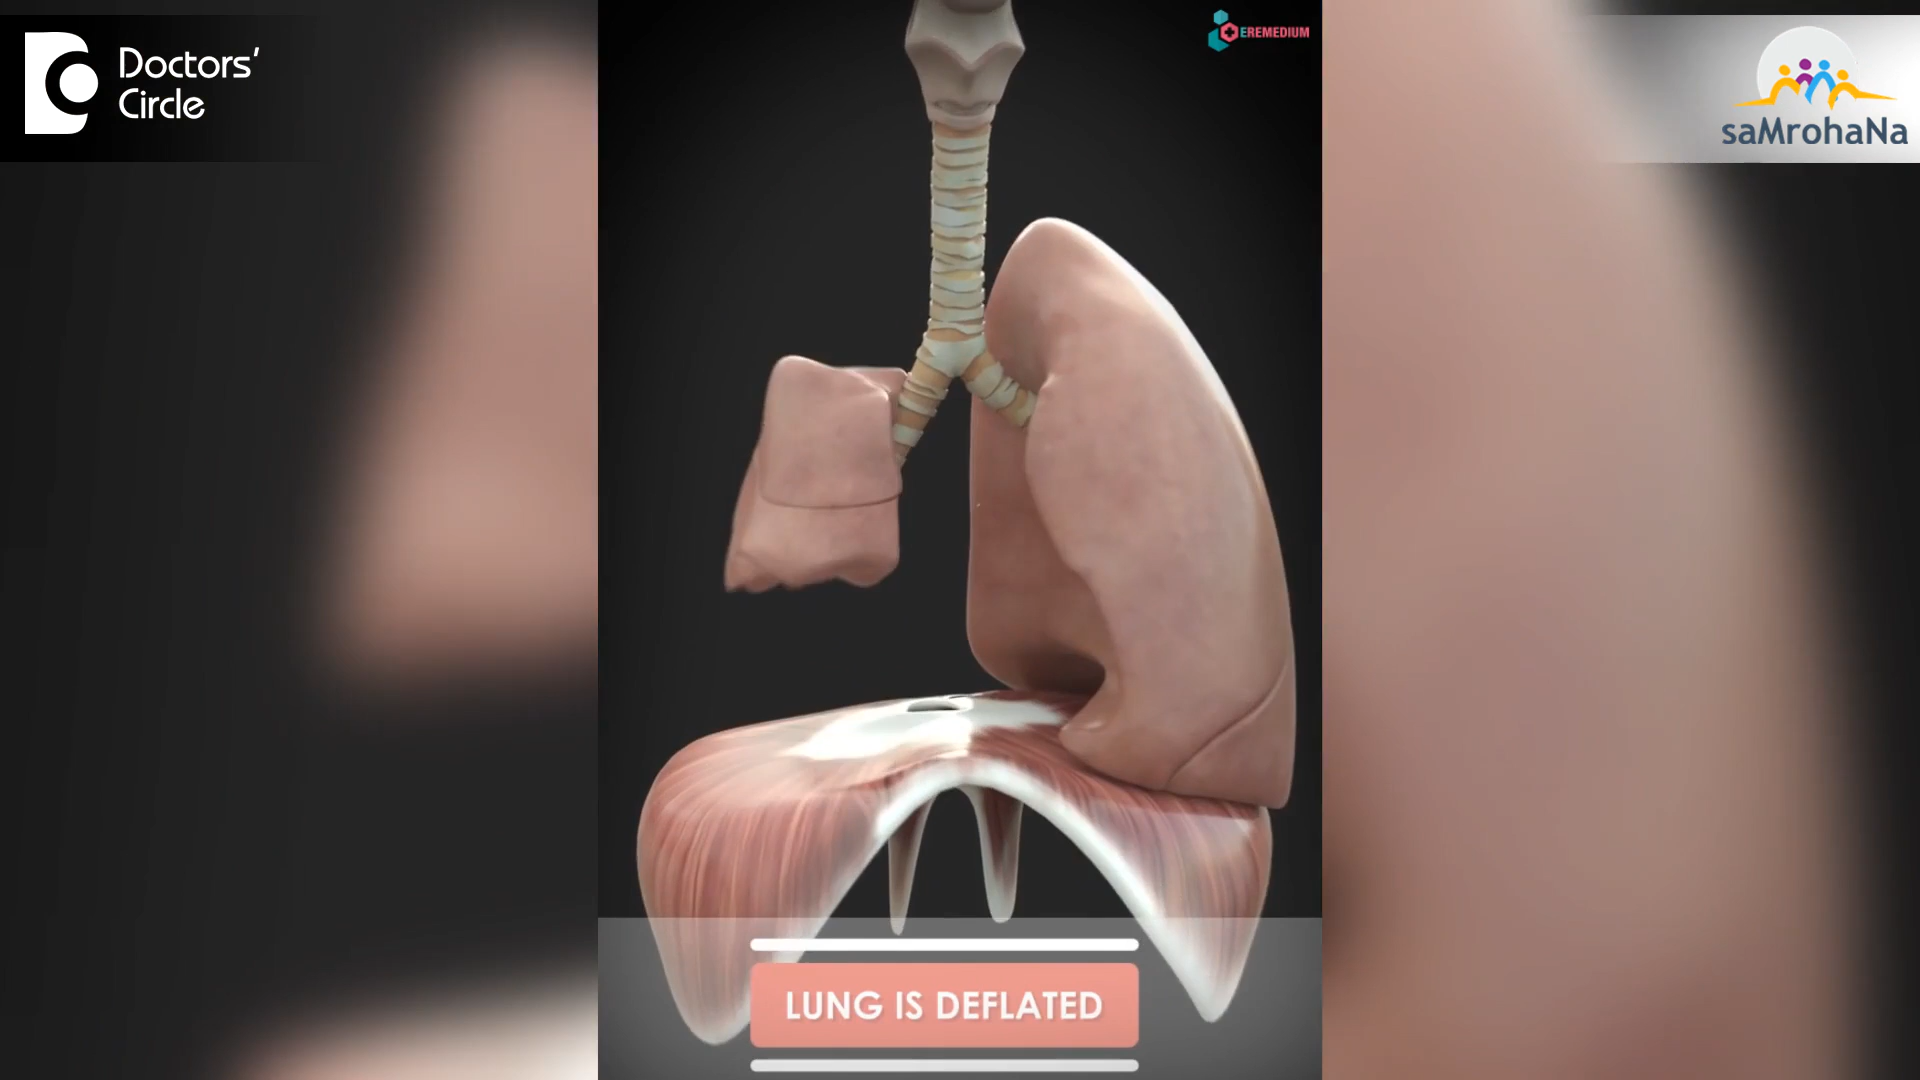 Doctors'
Circle
EREMEDIUM
saMrohaNa
LUNG IS DEFLATED